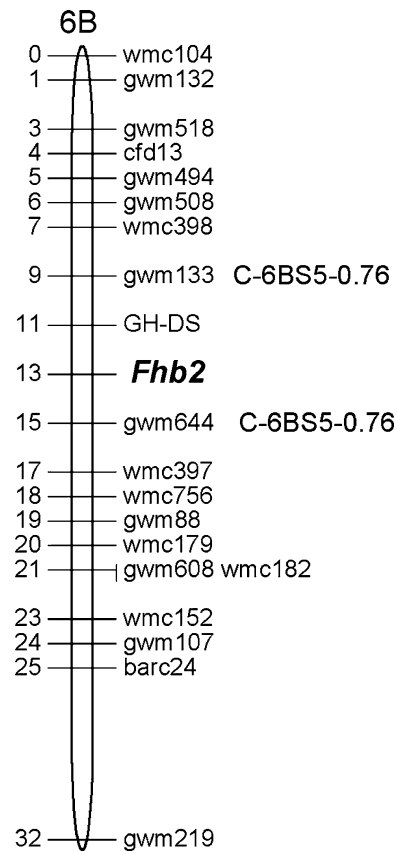 6B
0 wmc104
1 gwm132
3 gwm518
4 cfd13
5 gwm494
6 gwm508
7 wmc398
9 gwm133 C-6BS5-0.76
11 GH-DS
13 Fhb2
15 gwm644 C-6BS5-0.76
17 wmc397
18 wmc756
19 gwm88
20 wmc179
21 gwm608 wmc182
23 wmc152
24 gwm107
25 barc24
32 gwm219